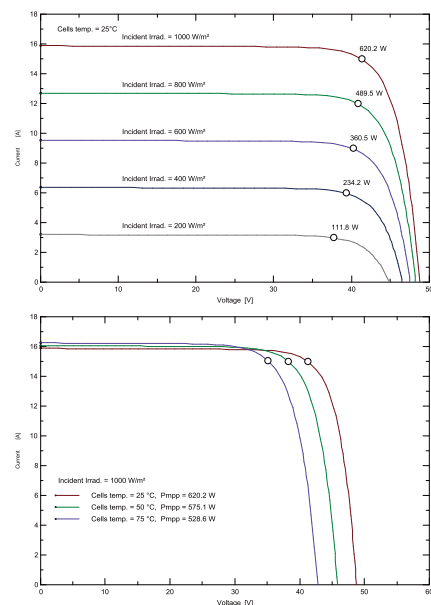 18
Cells temp. = 25°C
Incident Irrad. = 1000 W/m²
620.2 W
16
14
Incident Irrad. = 800 W/m²
489.5 W
12
Current [A]
10
Incident Irrad. = 600 W/m²
360.5 W
8
Incident Irrad. = 400 W/m²
234.2 W
6
4
Incident Irrad. = 200 W/m²
111.8 W
2
0
0 10 20 30 40 50
Voltage [V]
18
16
14
12
10
Current [A]
8
Incident Irrad. = 1000 W/m²
6
Cells temp. = 25 °C, Pmpp = 620.2 W
Cells temp. = 50 °C, Pmpp = 575.1 W
4
Cells temp. = 75 °C, Pmpp = 528.6 W
2
0
0 10 20 30 40 50 60
Voltage [V]